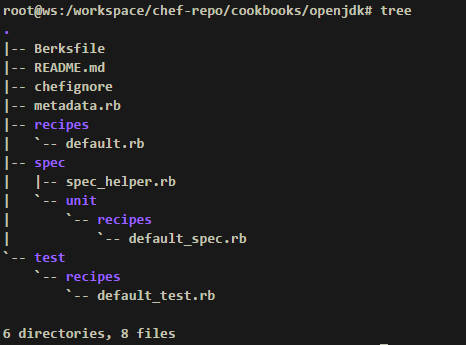 root@ws:/workspace/chef-repo/cookbooks/openjdk# tree
.
|-- Berksfile
|-- README.md
|-- chefignore
|-- metadata.rb
|-- recipes
|   `-- default.rb
|-- spec
|   |-- spec_helper.rb
|   `-- unit
|       `-- recipes
|           `-- default_spec.rb
`-- test
    `-- recipes
        `-- default_test.rb

6 directories, 8 files